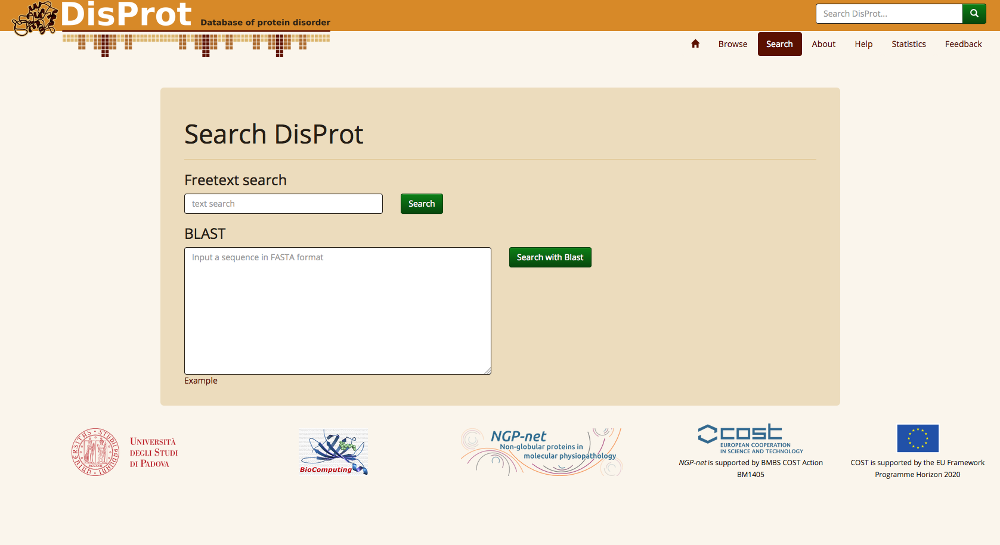 DisProt Database of protein disorder
Search DisProt...
Browse Search About Help Statistics Feedback
Search DisProt
Freetext search
text search
Search
BLAST
Input a sequence in FASTA format
Search with Blast
Example
UNIVERSITÀ
DEGLI STUDI
DI PADOVA
BioComputing
NGP-net
Non-globular proteins in
molecular physiopathology
cost
EUROPEAN COOPERATION
IN SCIENCE AND TECHNOLOGY
NGP-net is supported by BMBS COST Action
BM1405
COST is supported by the EU Framework
Programme Horizon 2020